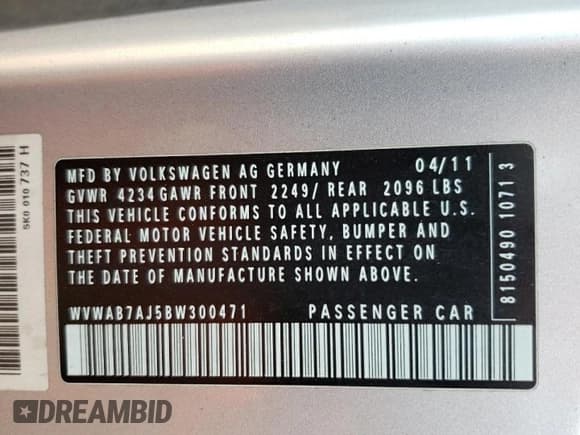 MFD BY VOLKSWAGEN AG GERMANY 04/11
GVWR 4234 GAWR FRONT 2249/ REAR 2096 LBS
THIS VEHICLE CONFORMS TO ALL APPLICABLE U.S.
FEDERAL MOTOR VEHICLE SAFETY, BUMPER AND
THEFT PREVENTION STANDARDS IN EFFECT ON
THE DATE OF MANUFACTURE SHOWN ABOVE.
WVWAB7AJ5BW300471 PASSENGER CAR
8150490 1071 3
5K0 010 737 H
DREAMBID